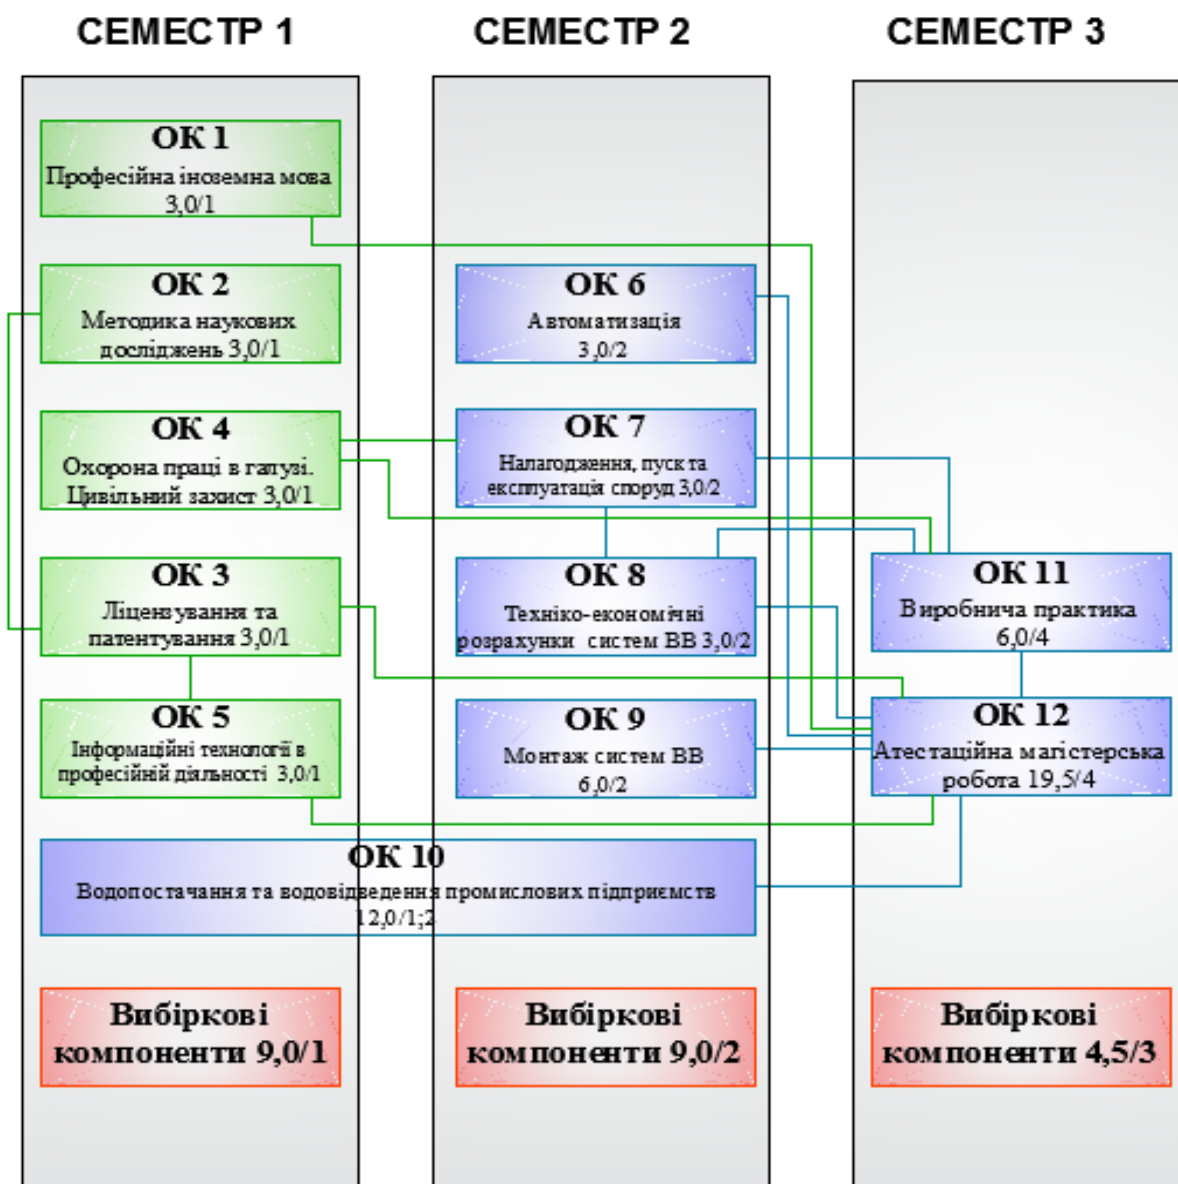 СЕМЕСТР 1
СЕМЕСТР 2
СЕМЕСТР 3
ОК 1
Професійна іноземна мова
3,0/1
ОК 2
Методика наукових
досліджень 3,0/1
ОК 4
Охорона праці в галузі.
Цивільний захист 3,0/1
ОК 3
Ліцензування та
патентування 3,0/1
ОК 5
Інформаційні технології в
професійній діяльності 3,0/1
ОК 6
Автоматизація
3,0/2
ОК 7
Налагодження, пуск та
експлуатація споруд 3,0/2
ОК 8
Техніко-економічні
розрахунки систем ВВ 3,0/2
ОК 9
Монтаж систем ВВ
6,0/2
ОК 11
Виробнича практика
6,0/4
ОК 12
Атестаційна магістерська
робота 19,5/4
ОК 10
Водопостачання та водовідведення промислових підприємств
12,0/1;2
Вибіркові
компоненти 9,0/1
Вибіркові
компоненти 9,0/2
Вибіркові
компоненти 4,5/3